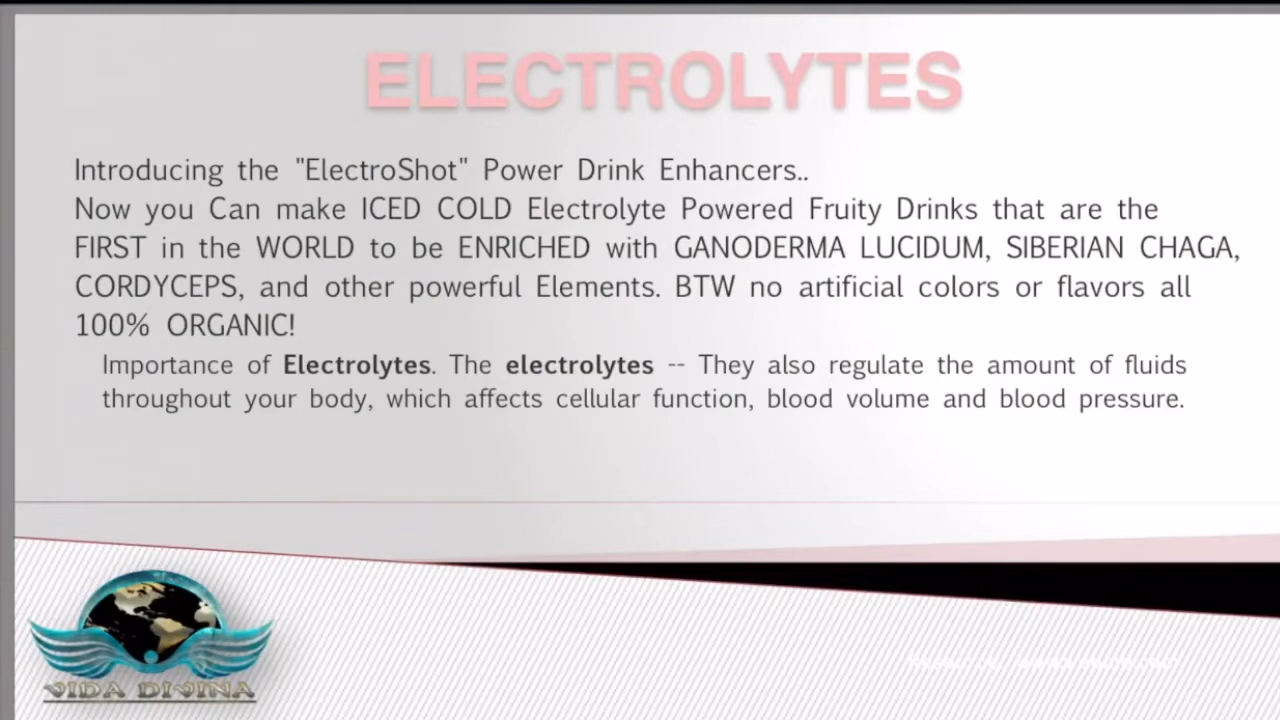 ELECTROLYTES
Introducing the "ElectroShot" Power Drink Enhancers..
Now you Can make ICED COLD Electrolyte Powered Fruity Drinks that are the
FIRST in the WORLD to be ENRICHED with GANODERMA LUCIDUM, SIBERIAN CHAGA,
CORDYCEPS, and other powerful Elements. BTW no artificial colors or flavors all
100% ORGANIC!
Importance of Electrolytes. The electrolytes -- They also regulate the amount of fluids
throughout your body, which affects cellular function, blood volume and blood pressure.
VIDA DIVINA